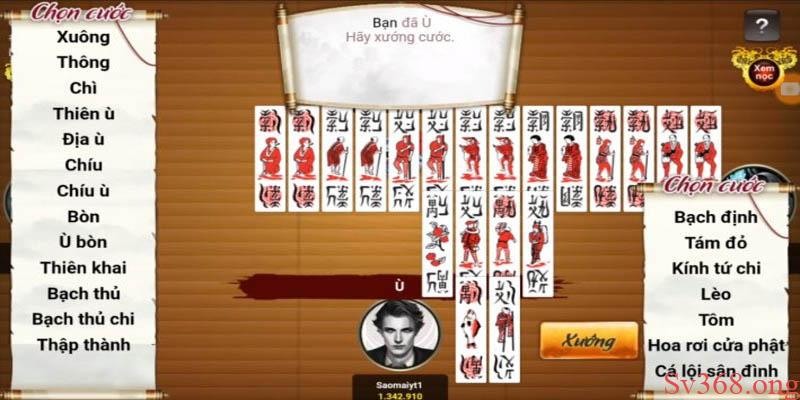 Chọn cước
Xuông
Thông
Chì
Thiên ù
Địa ù
Chíu
Chíu ù
Bòn
Ù bòn
Thiên khai
Bạch thủ
Bạch thủ chi
Thập thành
Bạn đã Ù
Hãy xướng cước.
?
Xem
nọc
Ù
Xướng
Saomaiyt1
1.342.910
Chọn cước
Bạch định
Tám đỏ
Kính tứ chi
Lèo
Tôm
Hoa rơi cửa phật
Cá lội sân đình
Sv368.ong